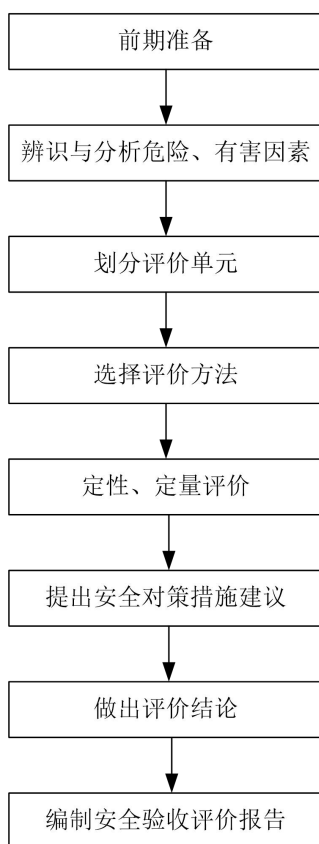 前期准备
辨识与分析危险、有害因素
划分评价单元
选择评价方法
定性、定量评价
提出安全对策措施建议
做出评价结论
编制安全验收评价报告